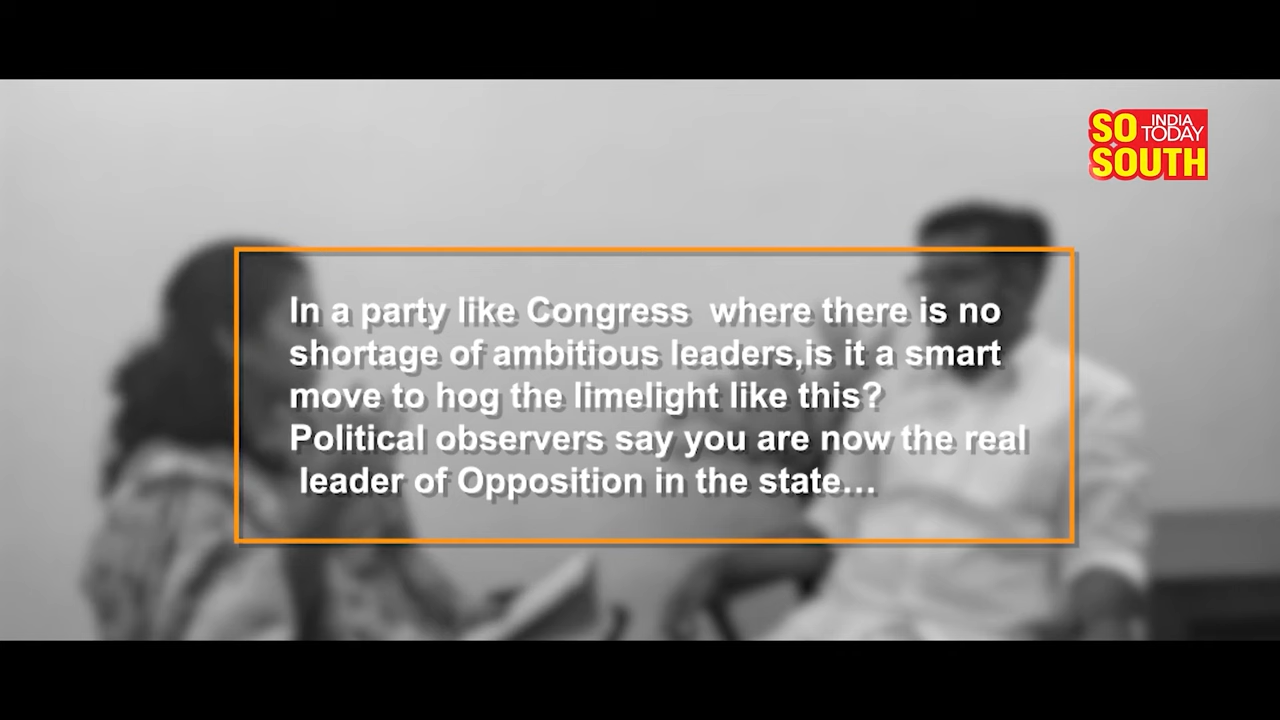 SO INDIA TODAY
SOUTH
In a party like Congress  where there is no
shortage of ambitious leaders,is it a smart
move to hog the limelight like this?
Political observers say you are now the real
leader of Opposition in the state...